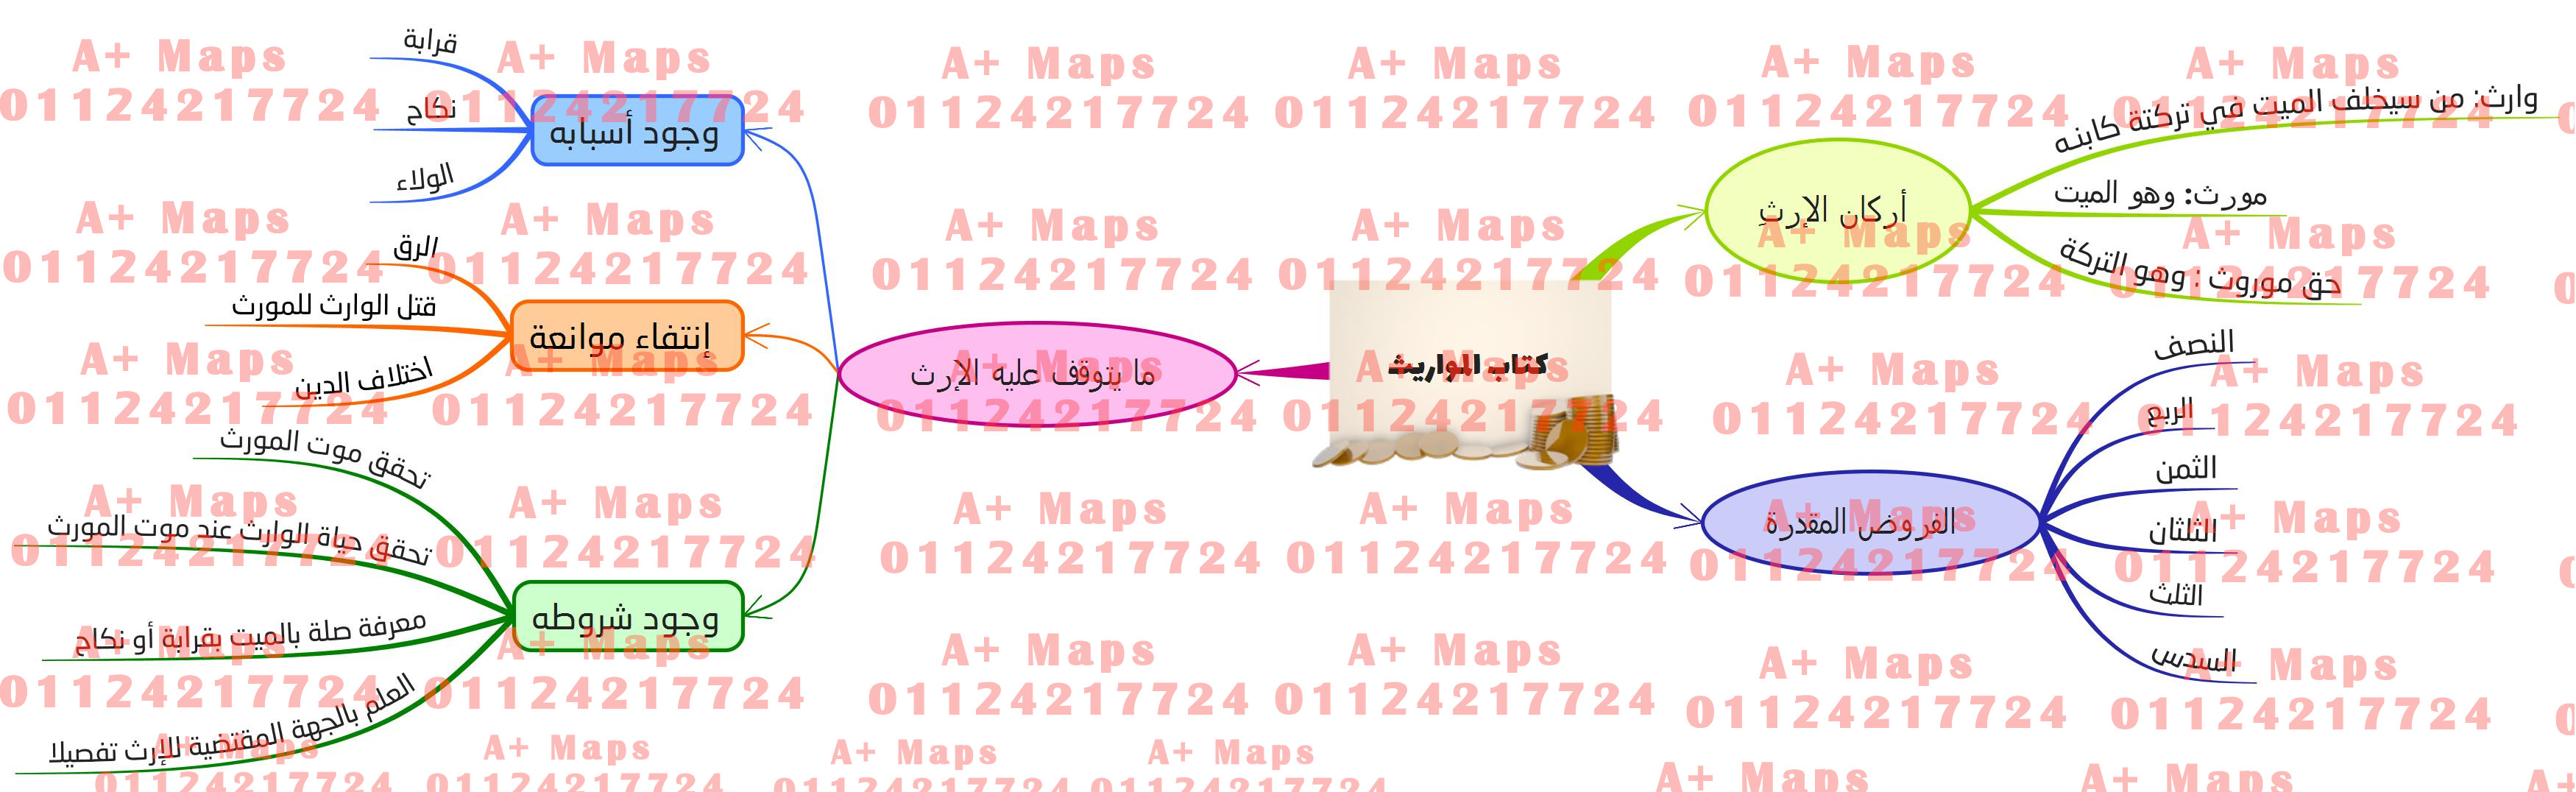 كتاب المواريث
أركان الإرثِ
وارث: من سيخلف الميت في تركتة كابنـه
مورث: وهو الميت
حق موروث : وهو التركة
الفروض المقدرة
النصف
الربع
الثمن
الثلثان
الثلث
السدس
ما يتوقف عليه الإرث
وجود أسبابه
قرابة
نكاح
الولاء
إنتفاء موانعة
الرق
قتل الوارث للمورث
اختلاف الدين
وجود شروطه
تحقق موت المورث
تحقق حياة الوارث عند موت المورث
معرفة صلة بالميت بقرابة أو نكاح
العلم بالجهة المقتضية للإرث تفصيلا
A+ Maps
01124217724